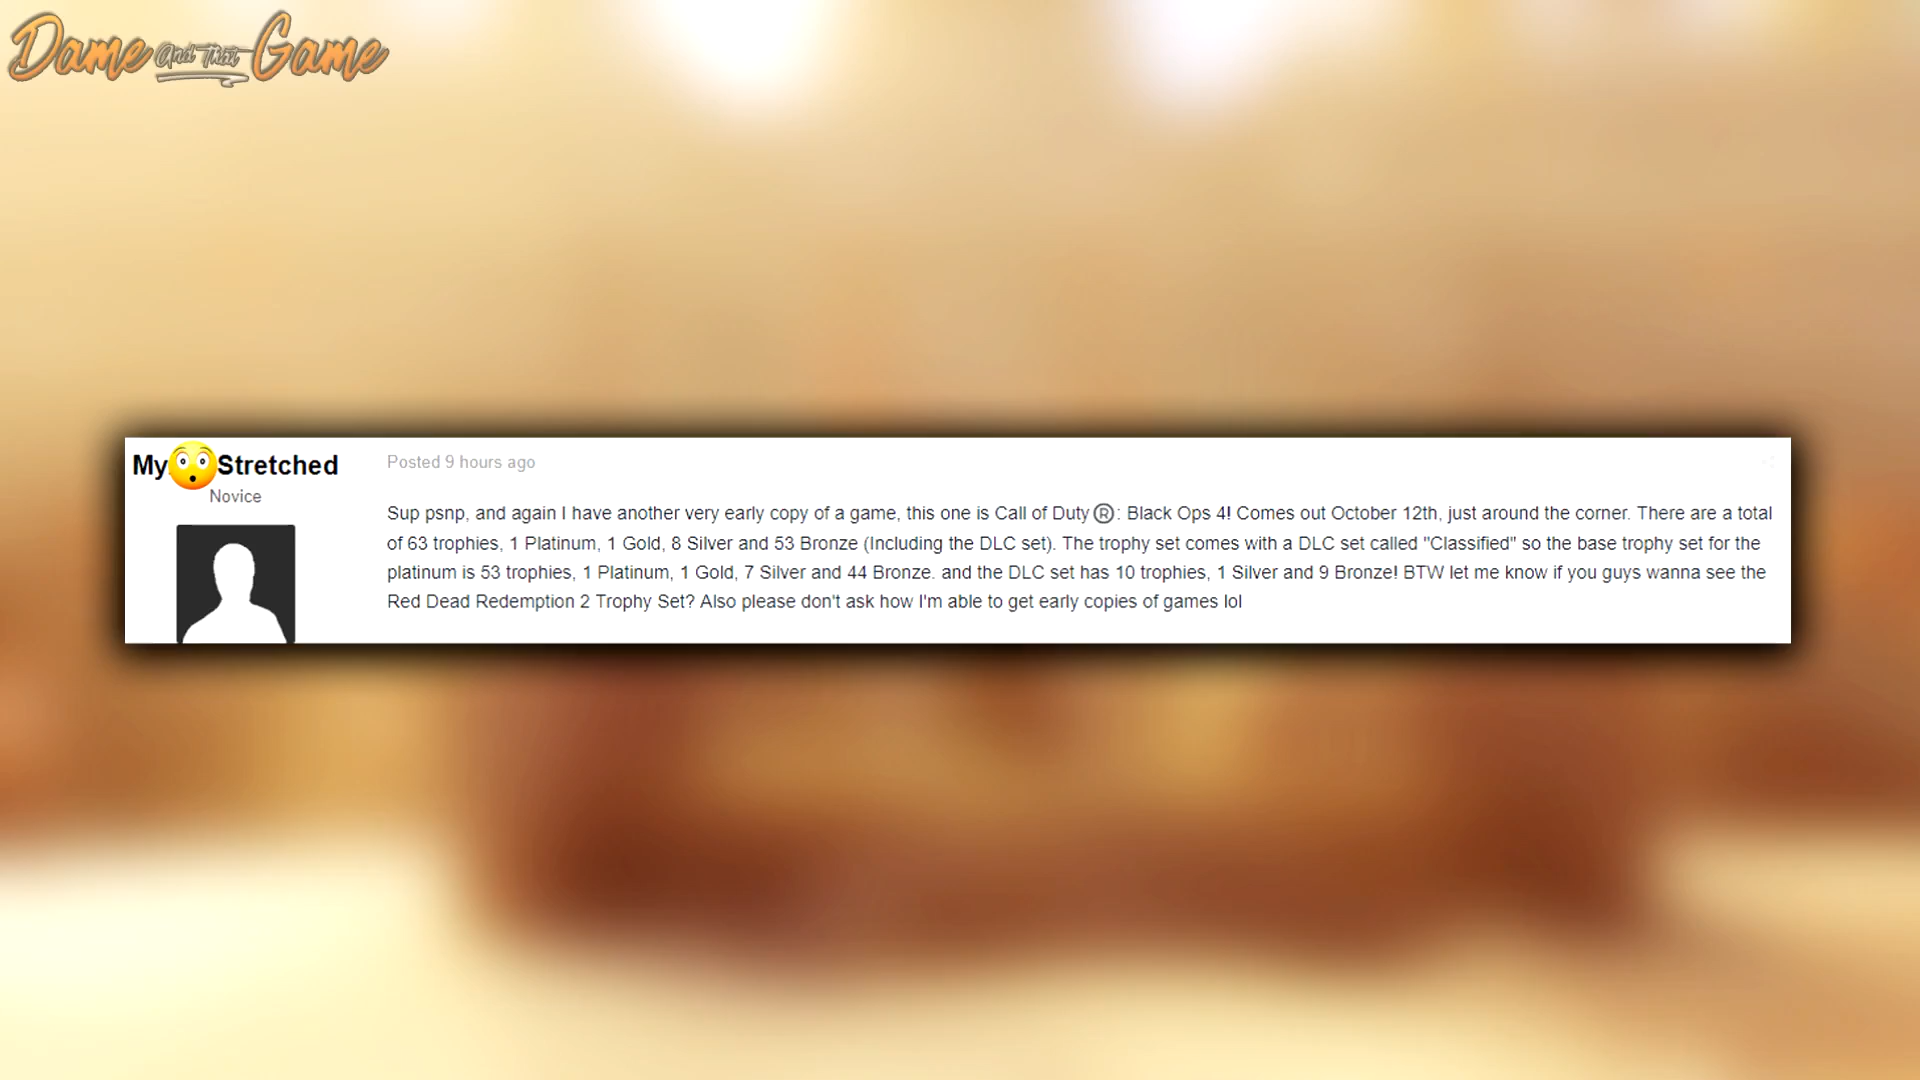 Dame And That Game
My😲Stretched
Novice
Posted 9 hours ago
Sup psnp, and again I have another very early copy of a game, this one is Call of Duty®: Black Ops 4! Comes out October 12th, just around the corner. There are a total
of 63 trophies, 1 Platinum, 1 Gold, 8 Silver and 53 Bronze (Including the DLC set). The trophy set comes with a DLC set called "Classified" so the base trophy set for the
platinum is 53 trophies, 1 Platinum, 1 Gold, 7 Silver and 44 Bronze. and the DLC set has 10 trophies, 1 Silver and 9 Bronze! BTW let me know if you guys wanna see the
Red Dead Redemption 2 Trophy Set? Also please don't ask how I'm able to get early copies of games lol